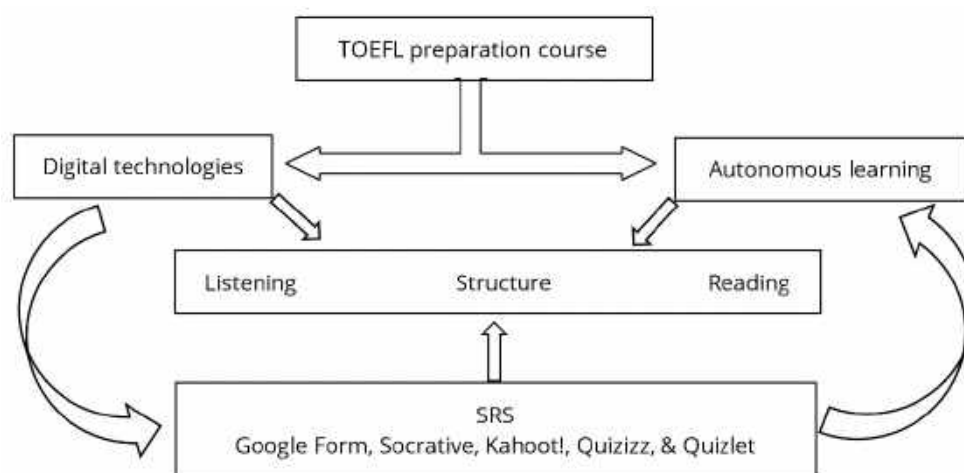 TOEFL preparation course
Digital technologies
Autonomous learning
Listening Structure Reading
SRS
Google Form, Socrative, Kahoot!, Quizizz, & Quizlet